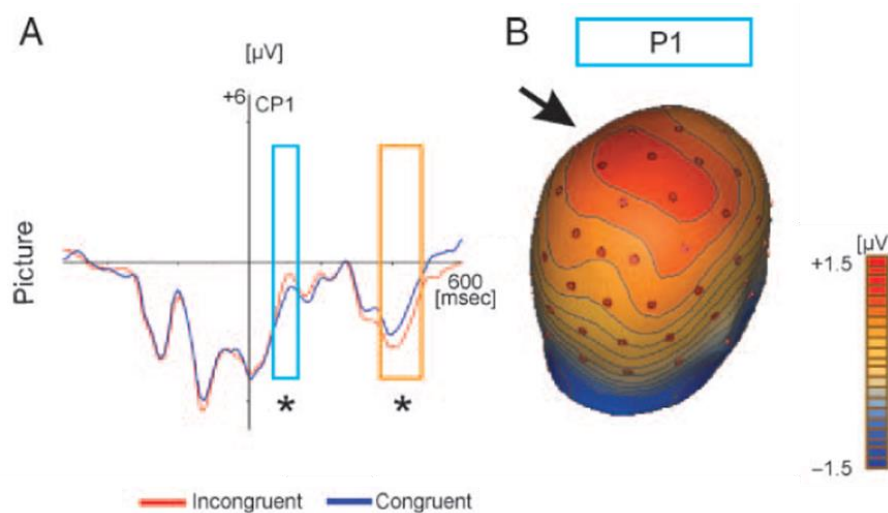 A
[µV]
+6
CP1
Picture
600
[msec]
*
*
Incongruent
Congruent
B
P1
[µV]
+1.5
−1.5